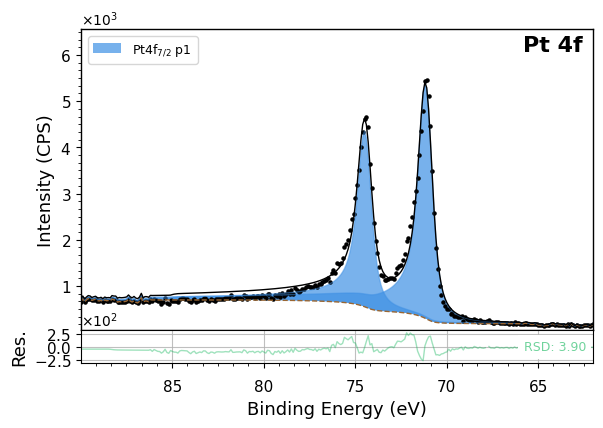 ×10³
Pt4f₇/₂ p1
Pt 4f
6
5
4
3
2
1
Intensity (CPS)
×10²
2.5
0.0
−2.5
Res.
RSD: 3.90
85
80
75
70
65
Binding Energy (eV)